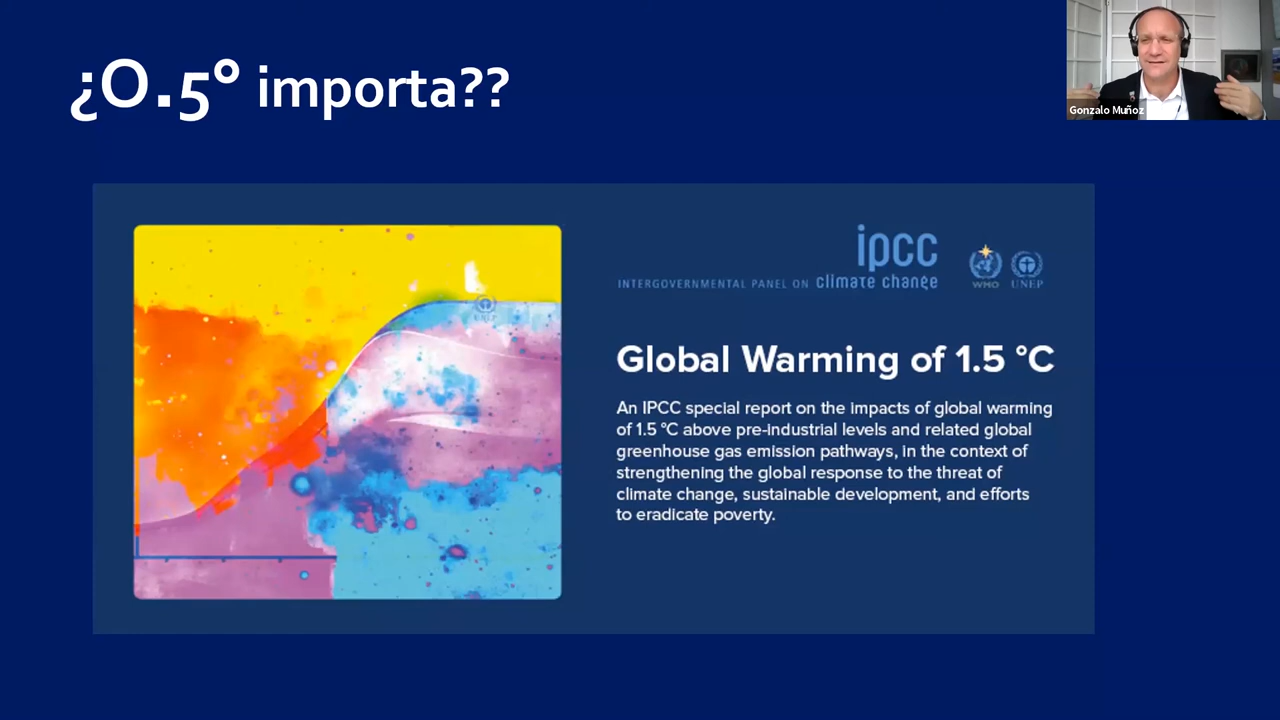 ¿0.5° importa??
Gonzalo Muñoz
ipcc
INTERGOVERNMENTAL PANEL ON climate change
WMO
UNEP
UNEP
Global Warming of 1.5 °C
An IPCC special report on the impacts of global warming
of 1.5 °C above pre-industrial levels and related global
greenhouse gas emission pathways, in the context of
strengthening the global response to the threat of
climate change, sustainable development, and efforts
to eradicate poverty.